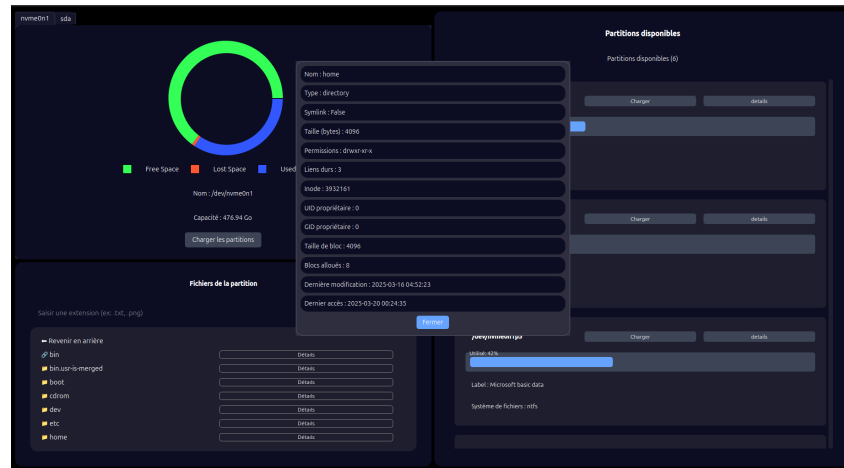 nvme0n1 sda
Free Space Lost Space Used
Nom : /dev/nvme0n1
Capacité : 476.94 Go
Charger les partitions
Fichiers de la partition
Saisir une extension (ex: .txt, .png)
Revenir en arrière
bin Détails
bin.usr-is-merged Détails
boot Détails
cdrom Détails
dev Détails
etc Détails
home Détails
Nom : home
Type : directory
Symlink : False
Taille (bytes) : 4096
Permissions : drwxr-xr-x
Liens durs : 3
Inode : 3932161
UID propriétaire : 0
GID propriétaire : 0
Taille de bloc : 4096
Blocs alloués : 8
Dernière modification : 2025-03-16 04:52:23
Dernier accès : 2025-03-20 00:24:35
Fermer
Partitions disponibles
Partitions disponibles (6)
Charger details
Charger details
Charger details
Utilisé: 42%
Label : Microsoft basic data
Système de fichiers : ntfs